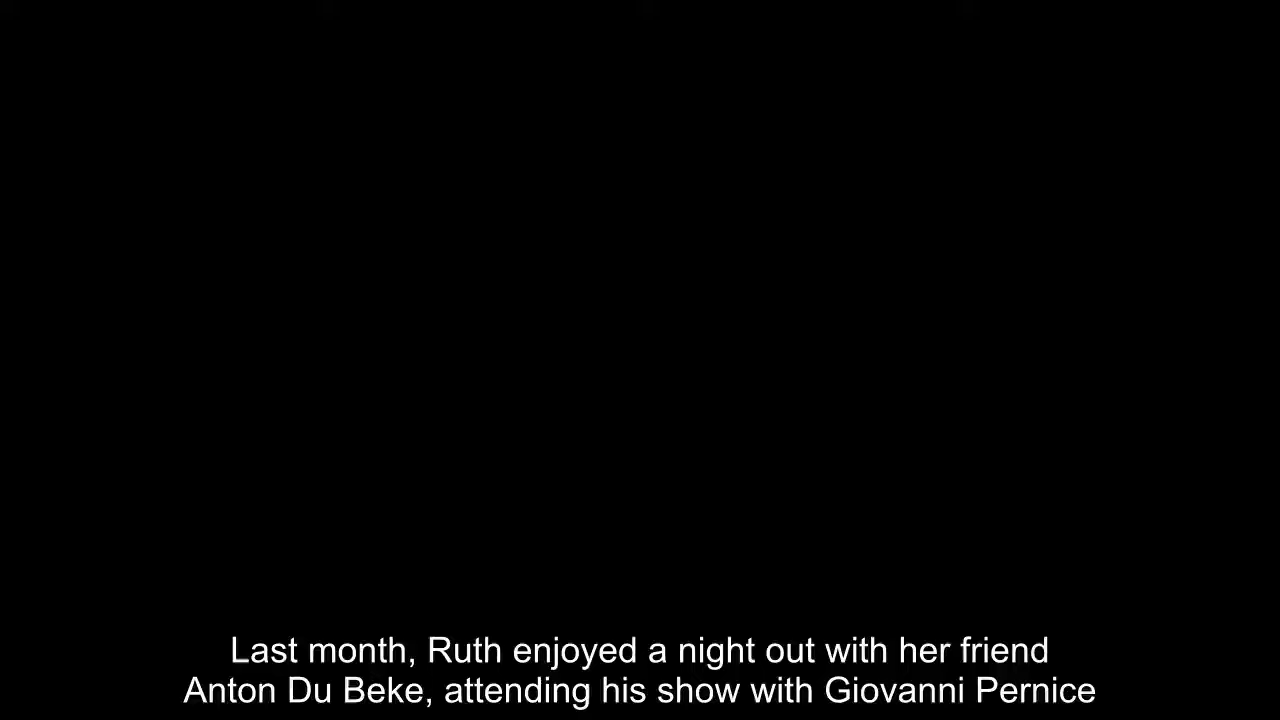 Last month, Ruth enjoyed a night out with her friend
Anton Du Beke, attending his show with Giovanni Pernice